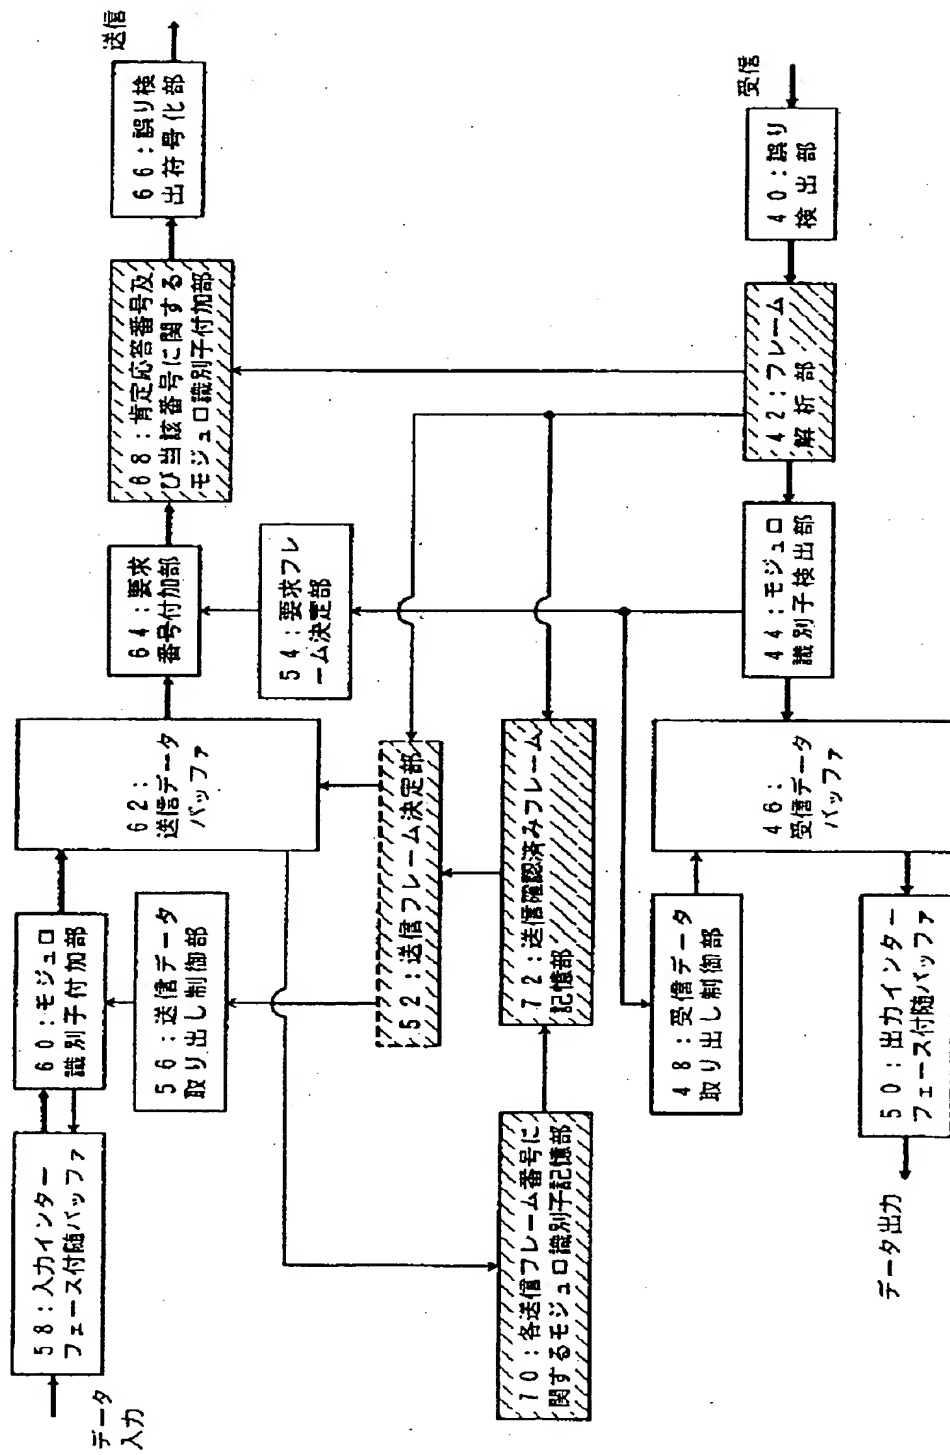 データ
入力
58:入力インター
フェース付随バッファ
60:モジュロ
識別子付加部
62:
送信データ
バッファ
64:要求
番号付加部
68:肯定応答番号及
び当該番号に関する
モジュロ識別子付加部
66:誤り検
出符号化部
送信
56:送信データ
取り出し制御部
54:要求フレ
ーム決定部
52:送信フレーム決定部
70:各送信フレーム番号に
関するモジュロ識別子記憶部
72:送信確認済みフレーム
記憶部
48:受信データ
取り出し制御部
46:
受信データ
バッファ
44:モジュロ
識別子検出部
42:フレーム
解析部
40:誤り
検出部
受信
50:出力インター
フェース付随バッファ
データ出力